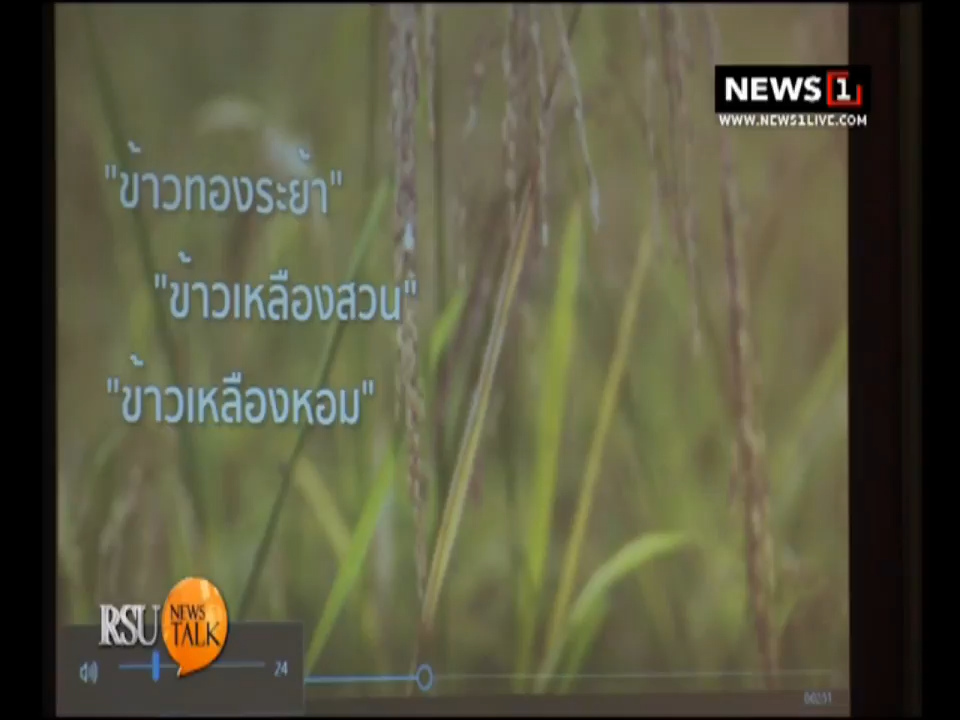 NEWS 1
WWW.NEWS1LIVE.COM
"ข้าวทองระย้า"
"ข้าวเหลืองสวน"
"ข้าวเหลืองหอม"
RSU NEWS TALK
24